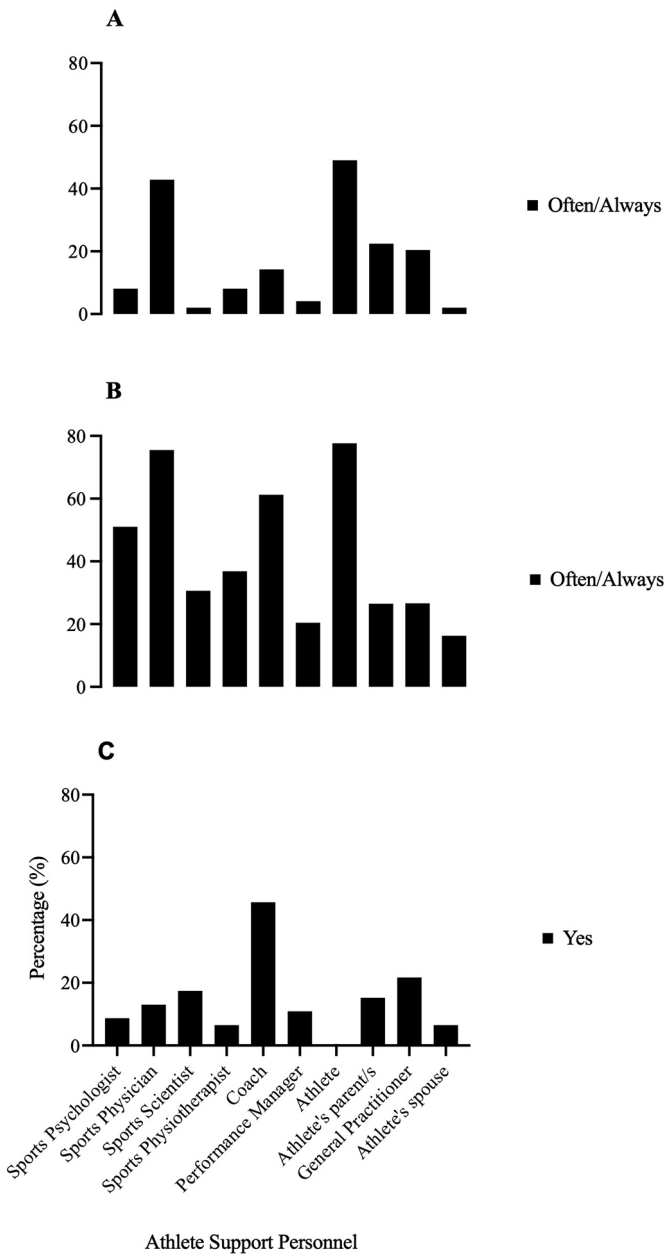 A
80
60
40
20
0
Often/Always
B
80
60
40
20
0
Often/Always
C
80
60
40
20
0
Percentage (%)
Yes
Sports Psychologist
Sports Physician
Sports Scientist
Sports Physiotherapist
Coach
Performance Manager
Athlete
Athlete's parent/s
General Practitioner
Athlete's spouse
Athlete Support Personnel